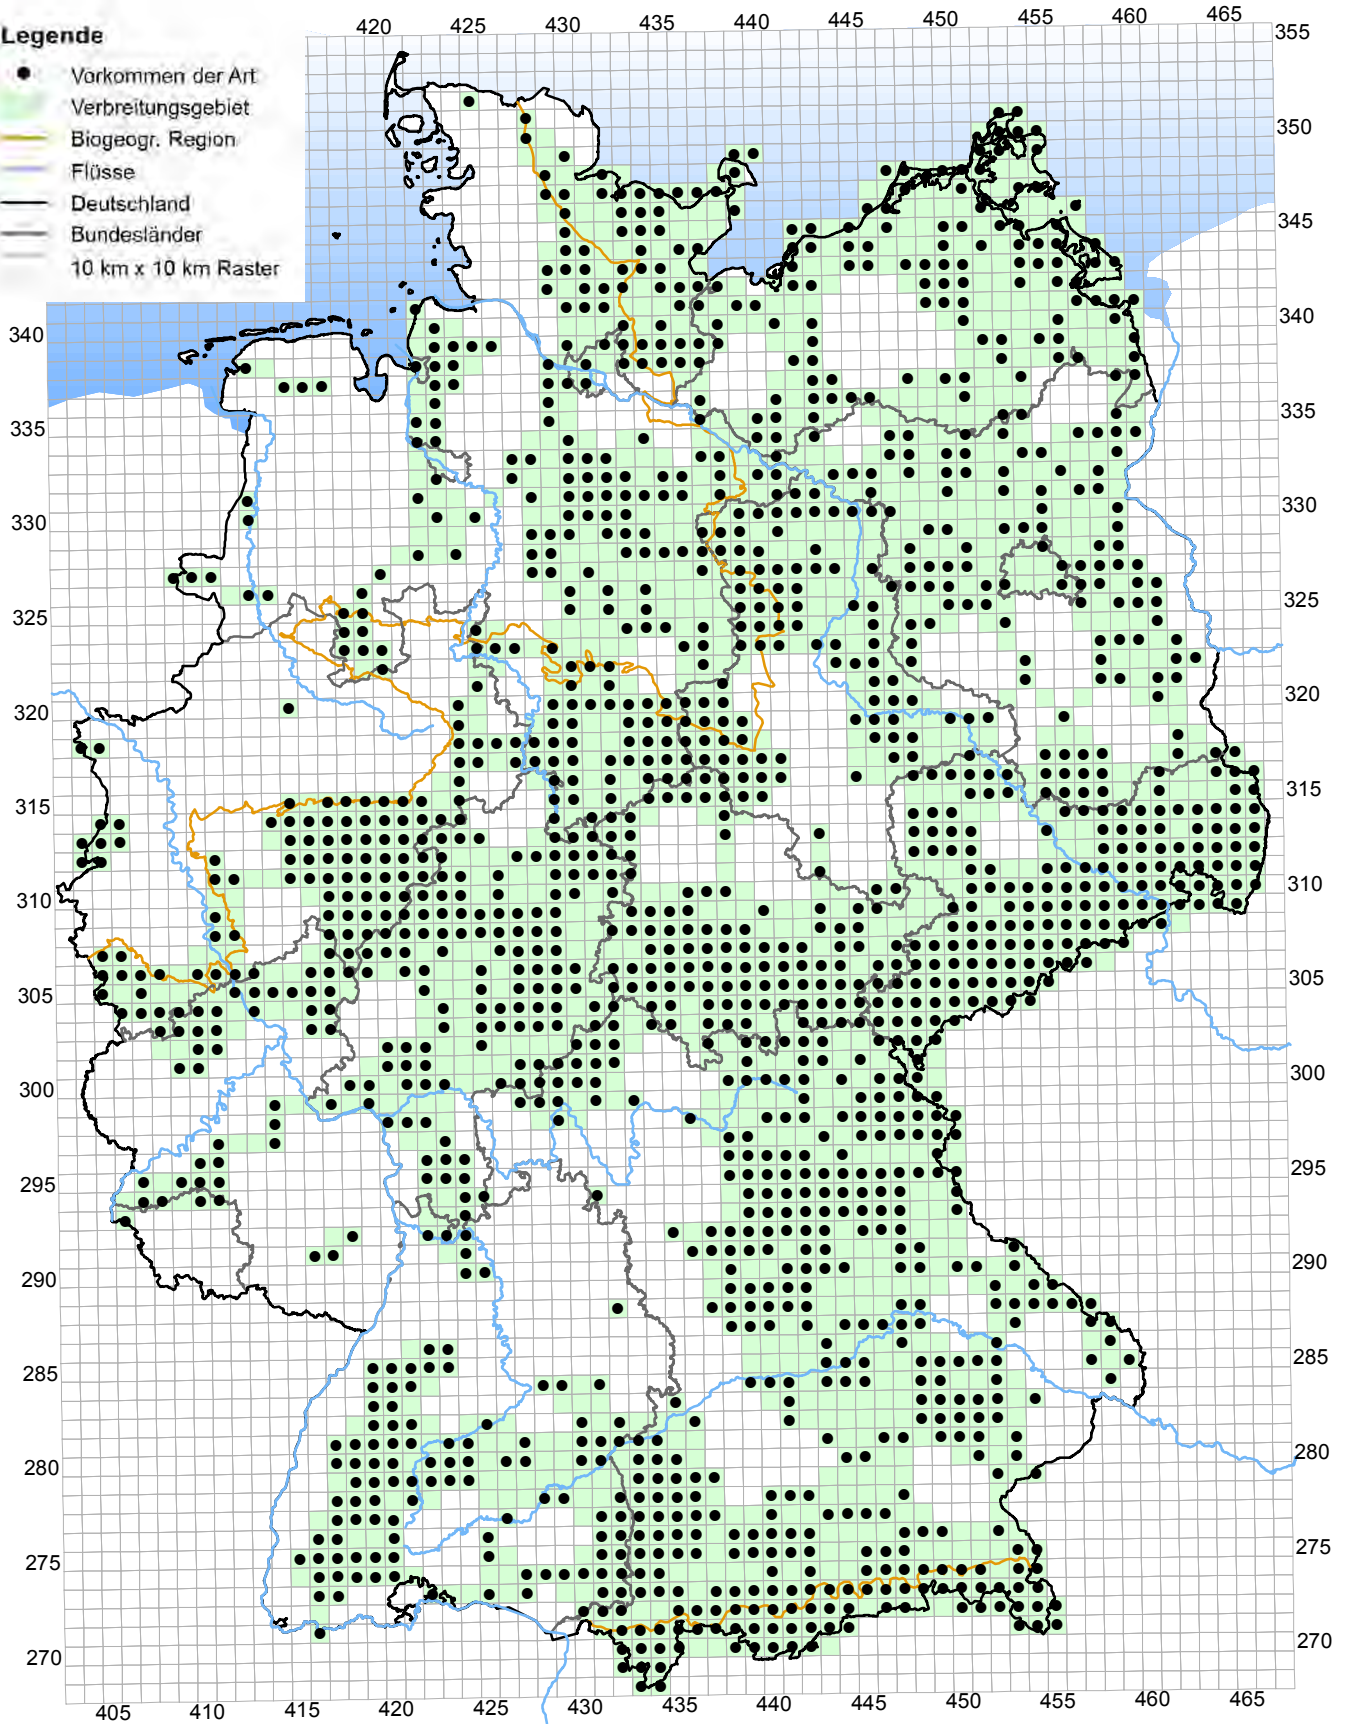 Legende
Vorkommen der Art
Verbreitungsgebiet
Biogeogr. Region
Flüsse
Deutschland
Bundesländer
10 km x 10 km Raster
420 425 430 435 440 445 450 455 460 465
355
350
345
340 340
335 335
330 330
325 325
320 320
315 315
310 310
305 305
300 300
295 295
290 290
285 285
280 280
275 275
270 270
405 410 415 420 425 430 435 440 445 450 455 460 465